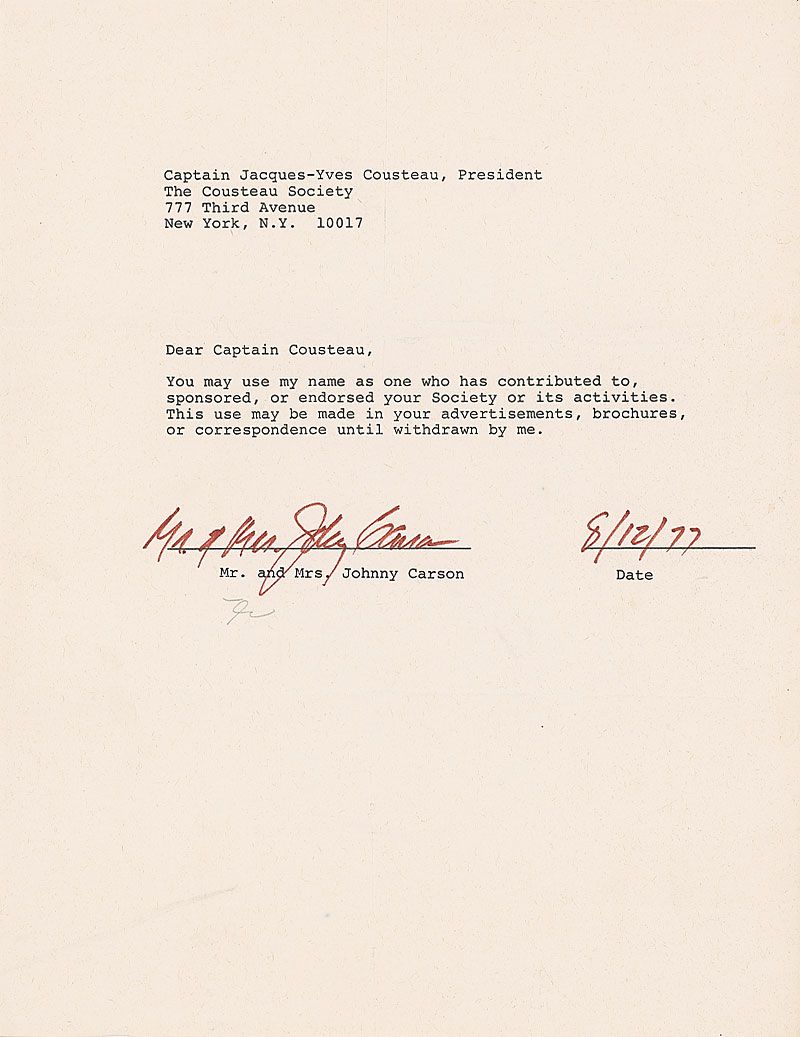 Captain Jacques-Yves Cousteau, President
The Cousteau Society
777 Third Avenue
New York, N.Y.  10017
Dear Captain Cousteau,
You may use my name as one who has contributed to,
sponsored, or endorsed your Society or its activities.
This use may be made in your advertisements, brochures,
or correspondence until withdrawn by me.
Mr. & Mrs. Johnny Carson 8/12/77
Mr. and Mrs. Johnny Carson Date